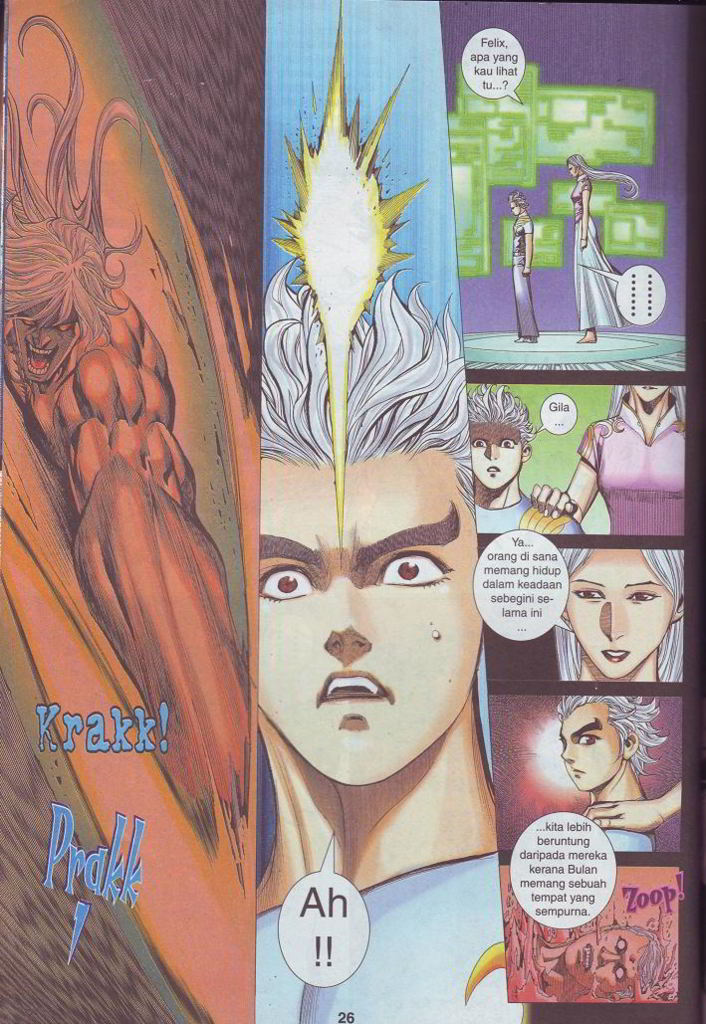 Krakk!
Prakk
!
Ah
!!
Felix,
apa yang
kau lihat
tu...?
......
Gila
...
Ya...
orang di sana
memang hidup
dalam keadaan
sebegini se-
lama ini
...
...kita lebih
beruntung
daripada mereka
kerana Bulan
memang sebuah
tempat yang
sempurna.
Zoop!
26